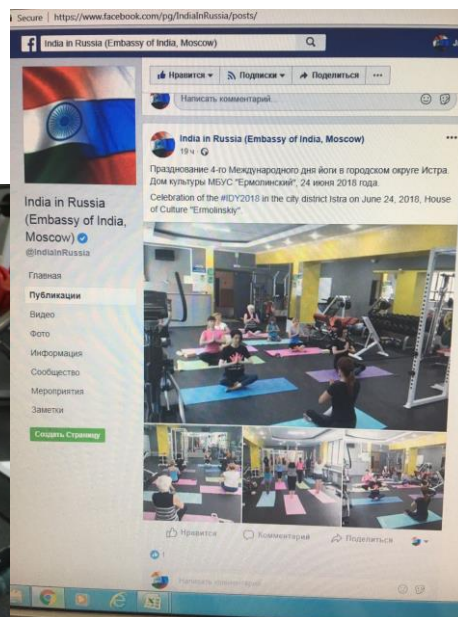 Secure | https://www.facebook.com/pg/IndiaInRussia/posts/
India in Russia (Embassy of India, Moscow)
Нравится
Подписки
Поделиться
Написать комментарий...
India in Russia (Embassy of India, Moscow)
19 ч
Празднование 4-го Международного дня йоги в городском округе Истра.
Дом культуры МБУС "Ермолинский", 24 июня 2018 года.
Celebration of the #IDY2018 in the city district Istra on June 24, 2018, House
of Culture "Ermolinskiy".
India in Russia
(Embassy of India,
Moscow)
@IndiaInRussia
Главная
Публикации
Видео
Фото
Информация
Сообщество
Мероприятия
Заметки
Создать Страницу
Нравится
Комментарий
Поделиться
1
Написать комментарий...